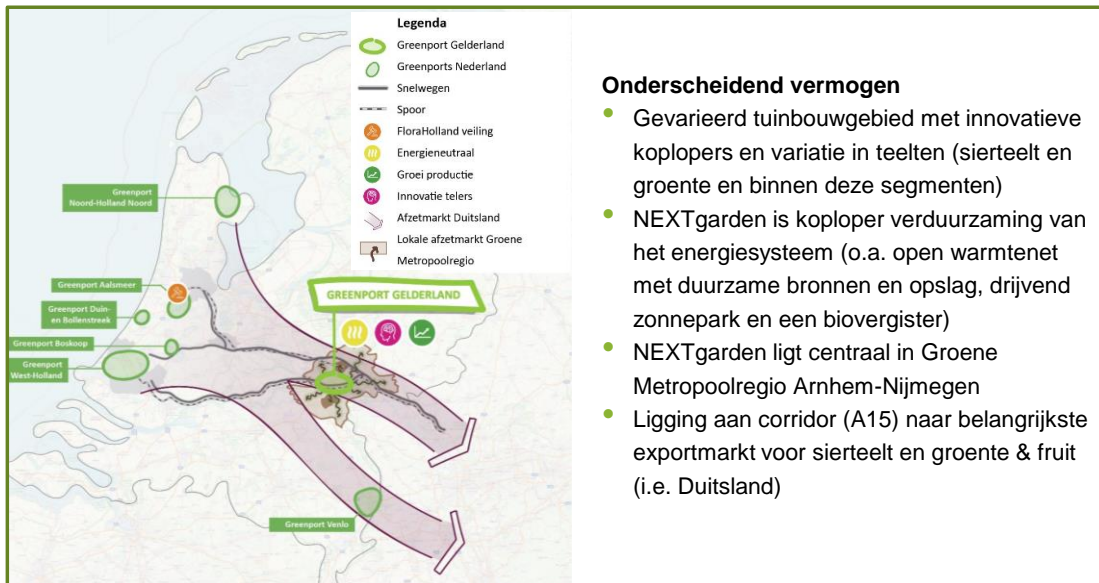 Legenda
Greenport Gelderland
Greenports Nederland
Snelwegen
Spoor
FloraHolland veiling
Energieneutraal
Groei productie
Innovatie telers
Afzetmarkt Duitsland
Lokale afzetmarkt Groene
Metropoolregio
Greenport
Noord-Holland Noord
Greenport Aalsmeer
Greenport Duin-
en Bollenstreek
Greenport Boskoop
Greenport
West-Holland
GREENPORT GELDERLAND
Greenport Venlo
Onderscheidend vermogen
• Gevarieerd tuinbouwgebied met innovatieve
koplopers en variatie in teelten (sierteelt en
groente en binnen deze segmenten)
• NEXTgarden is koploper verduurzaming van
het energiesysteem (o.a. open warmtenet
met duurzame bronnen en opslag, drijvend
zonnepark en een biovergister)
• NEXTgarden ligt centraal in Groene
Metropoolregio Arnhem-Nijmegen
• Ligging aan corridor (A15) naar belangrijkste
exportmarkt voor sierteelt en groente & fruit
(i.e. Duitsland)